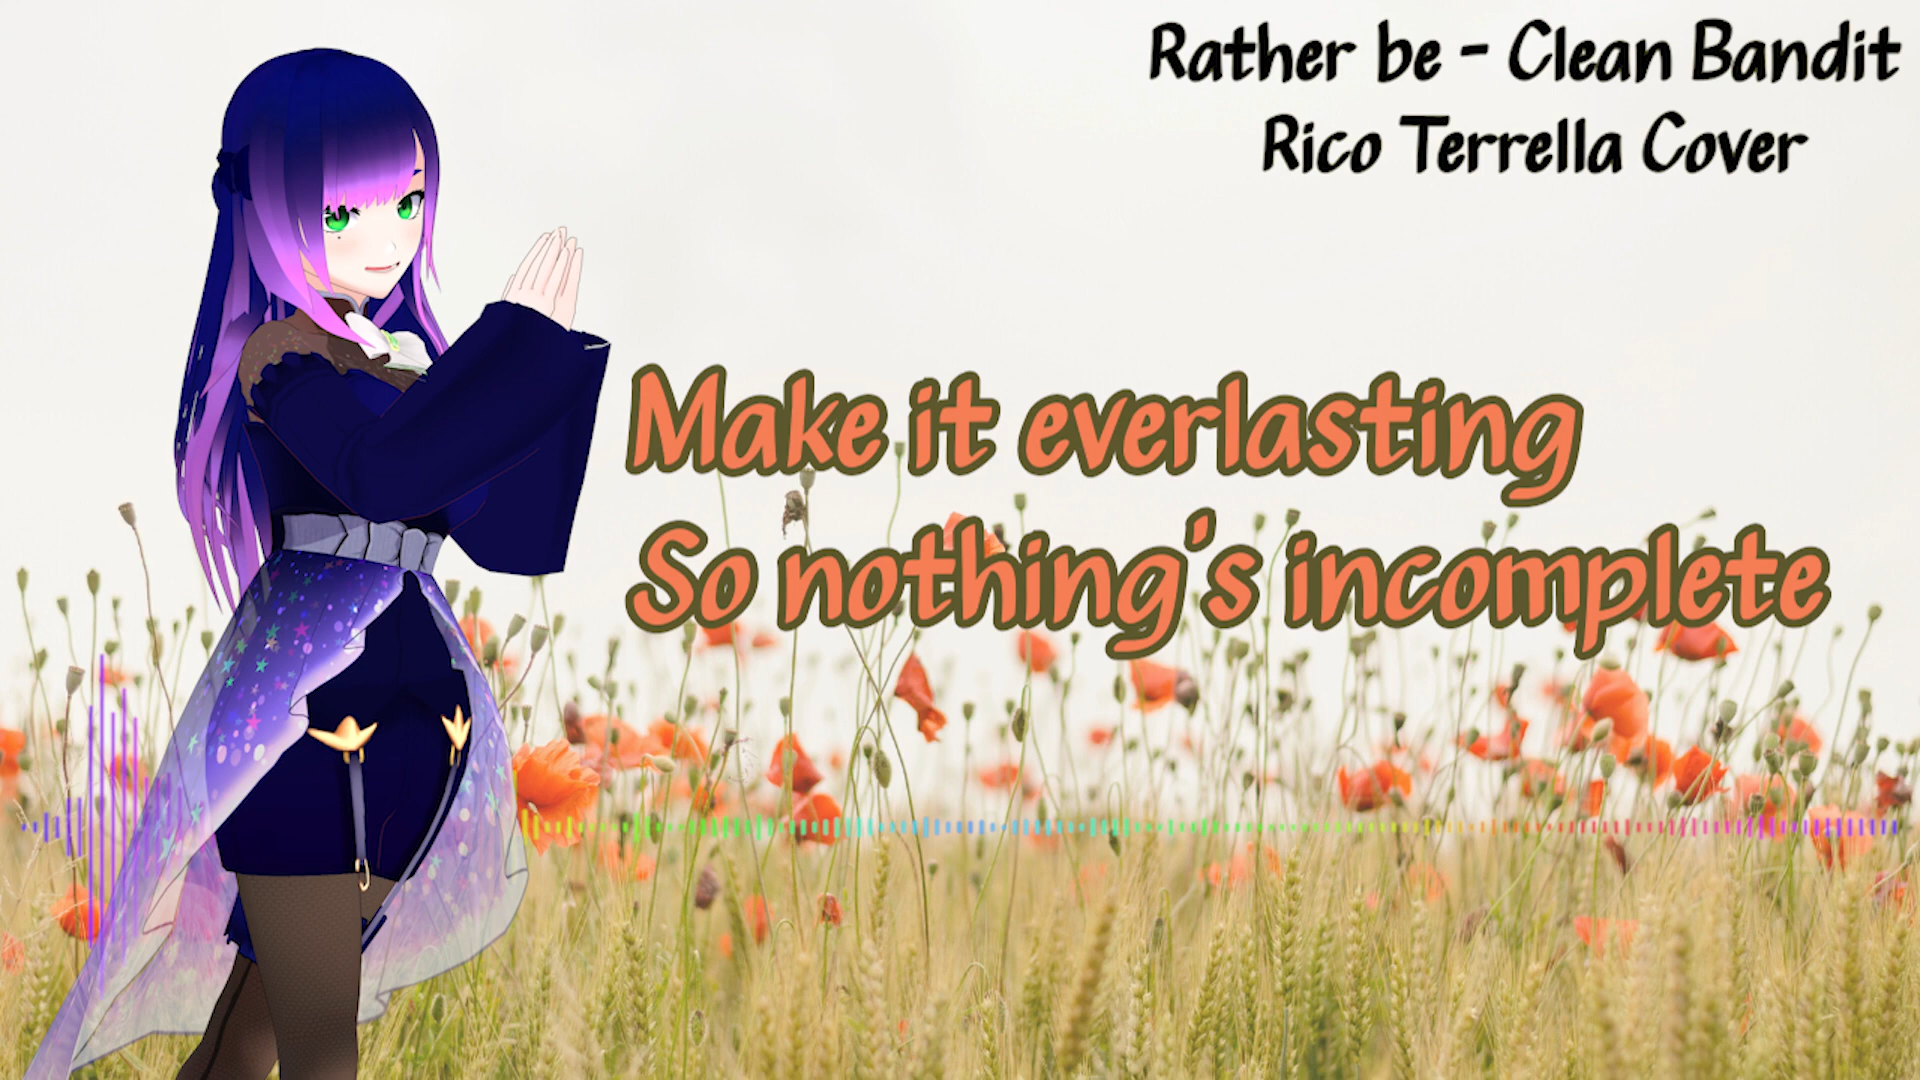 Rather be - Clean Bandit
Rico Terrella Cover
Make it everlasting
So nothing's incomplete